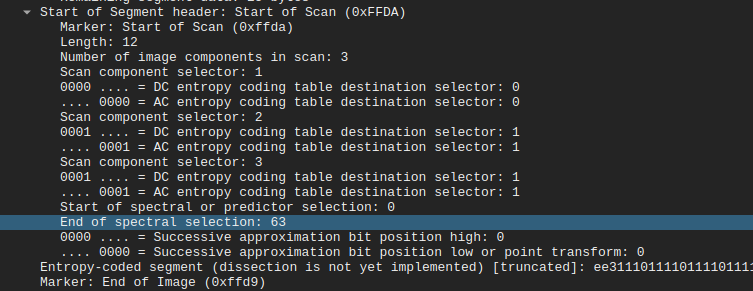 Start of Segment header: Start of Scan (0xFFDA)
Marker: Start of Scan (0xffda)
Length: 12
Number of image components in scan: 3
Scan component selector: 1
0000 .... = DC entropy coding table destination selector: 0
.... 0000 = AC entropy coding table destination selector: 0
Scan component selector: 2
0001 .... = DC entropy coding table destination selector: 1
.... 0001 = AC entropy coding table destination selector: 1
Scan component selector: 3
0001 .... = DC entropy coding table destination selector: 1
.... 0001 = AC entropy coding table destination selector: 1
Start of spectral or predictor selection: 0
End of spectral selection: 63
0000 .... = Successive approximation bit position high: 0
.... 0000 = Successive approximation bit position low or point transform: 0
Entropy-coded segment (dissection is not yet implemented) [truncated]: ee3111011110111101111
Marker: End of Image (0xffd9)